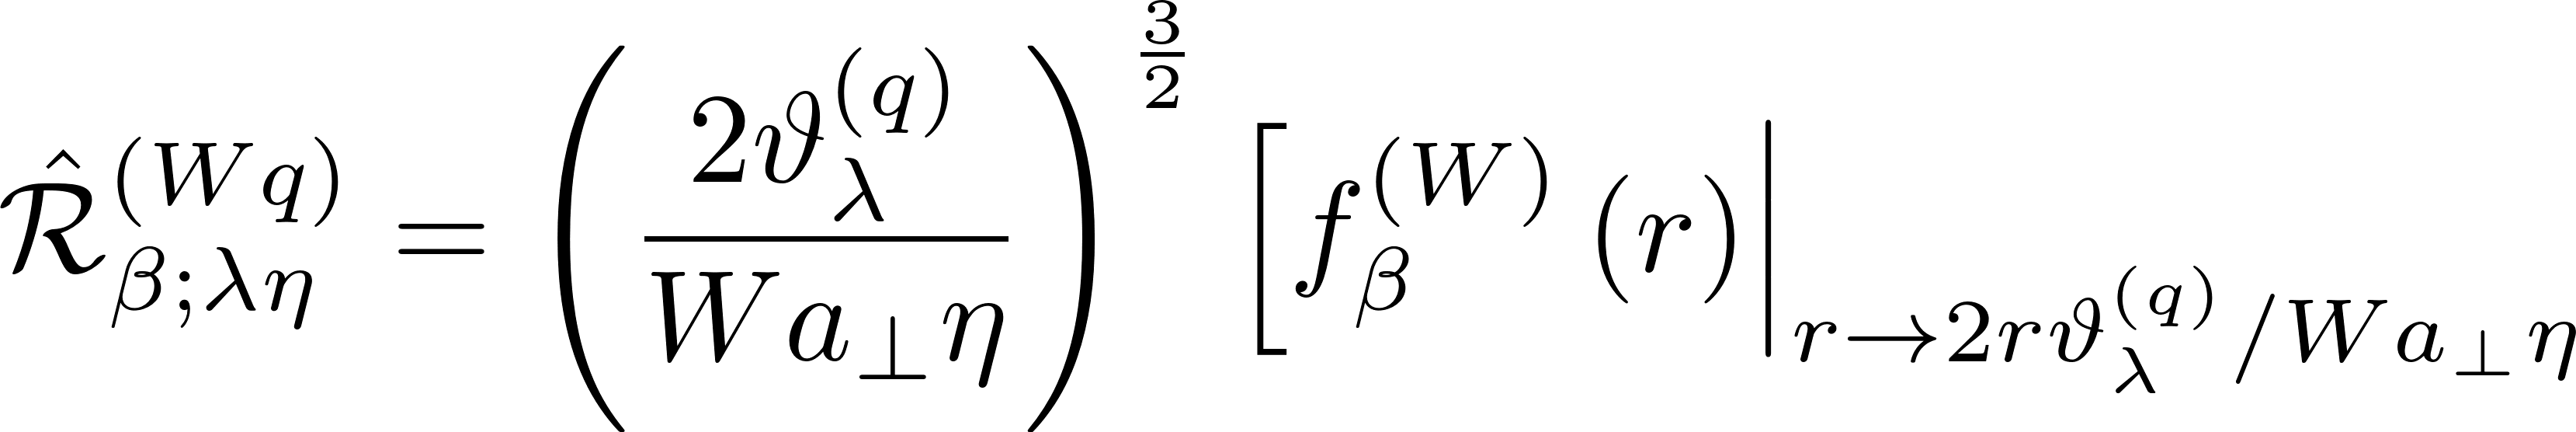 \hat{\mathcal{R}}_{\beta;\lambda\eta}^{(Wq)} = \left( \frac{2\vartheta_{\lambda}^{(q)}}{W a_{\perp} \eta} \right)^{\frac{3}{2}} \left[ f_{\beta}^{(W)}(r) \right|_{r \to 2r\vartheta_{\lambda}^{(q)}/W a_{\perp} \eta}